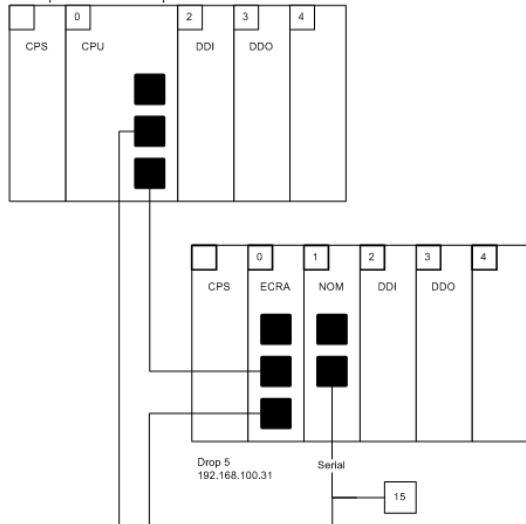 0 2 3 4
CPS CPU DDI DDO
0 1 2 3 4
CPS ECRA NOM DDI DDO
Drop 5 Serial
192.168.100.31
15